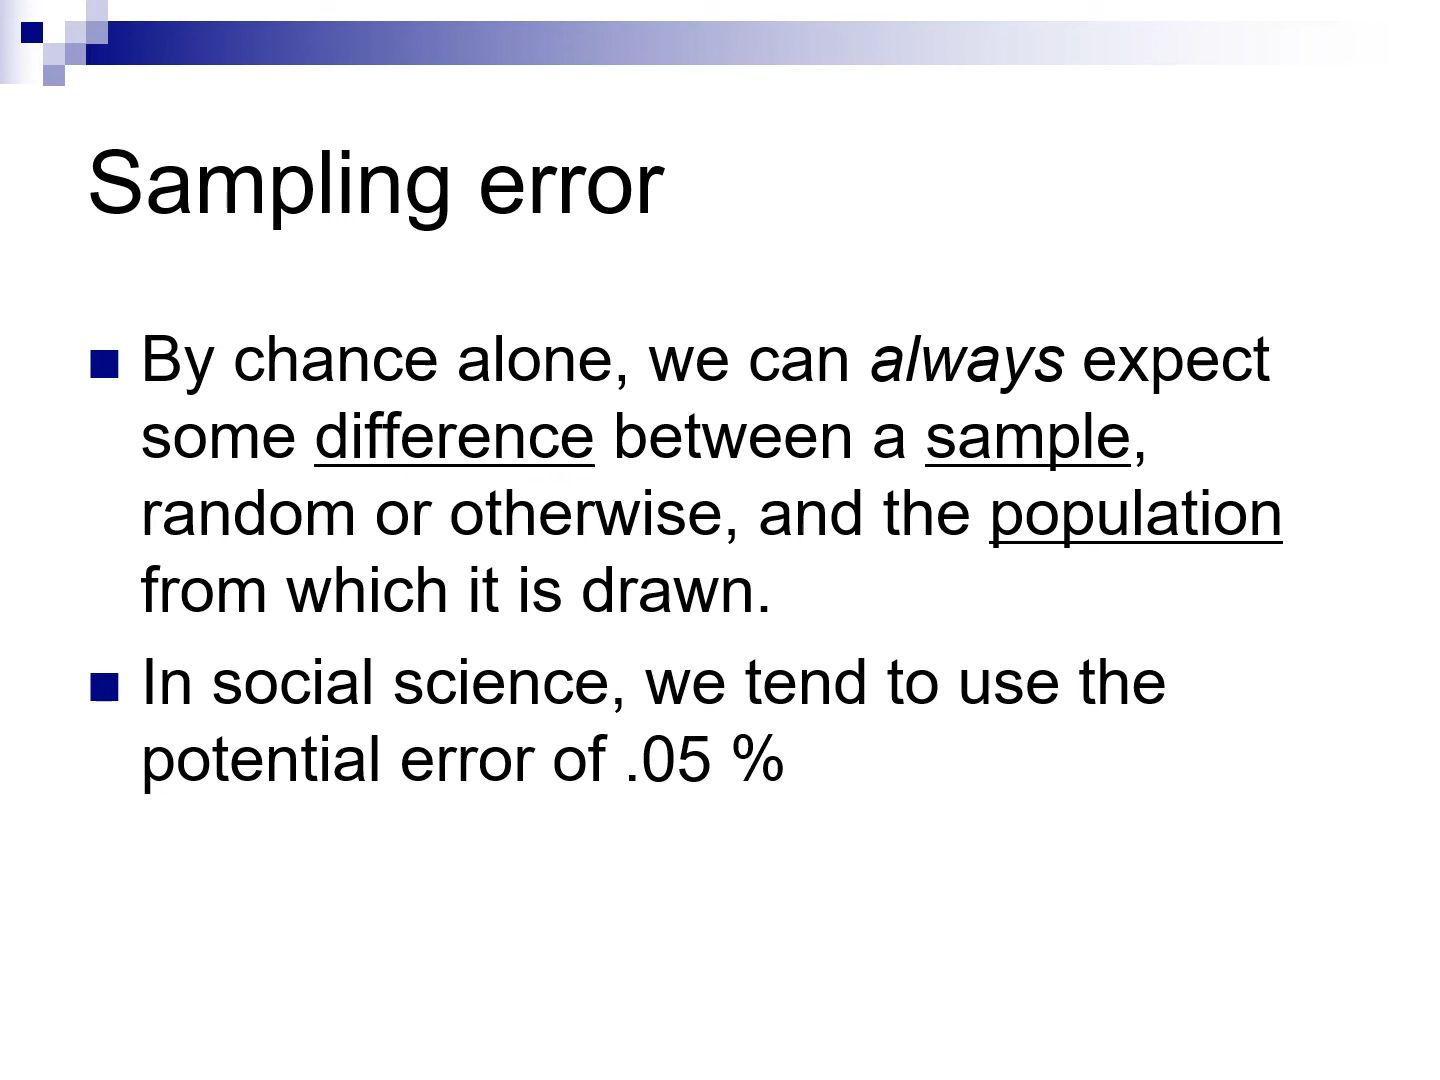 Sampling error
By chance alone, we can always expect
some difference between a sample,
random or otherwise, and the population
from which it is drawn.
In social science, we tend to use the
potential error of .05 %